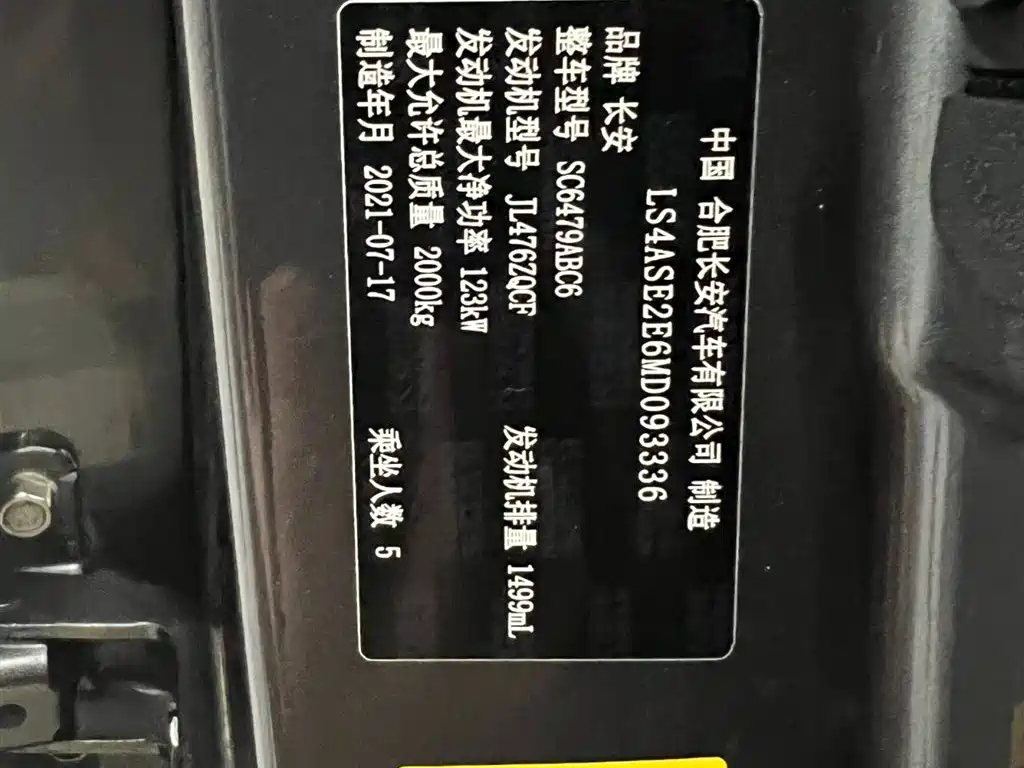 中国 合肥长安汽车有限公司 制造
LS4ASE2E6MD093336
品牌 长安
整车型号 SC6479ABC6
发动机型号 JL476ZQCF 发动机排量 1499mL
发动机最大净功率 123kW
最大允许总质量 2000kg
制造年月 2021-07-17 乘坐人数 5